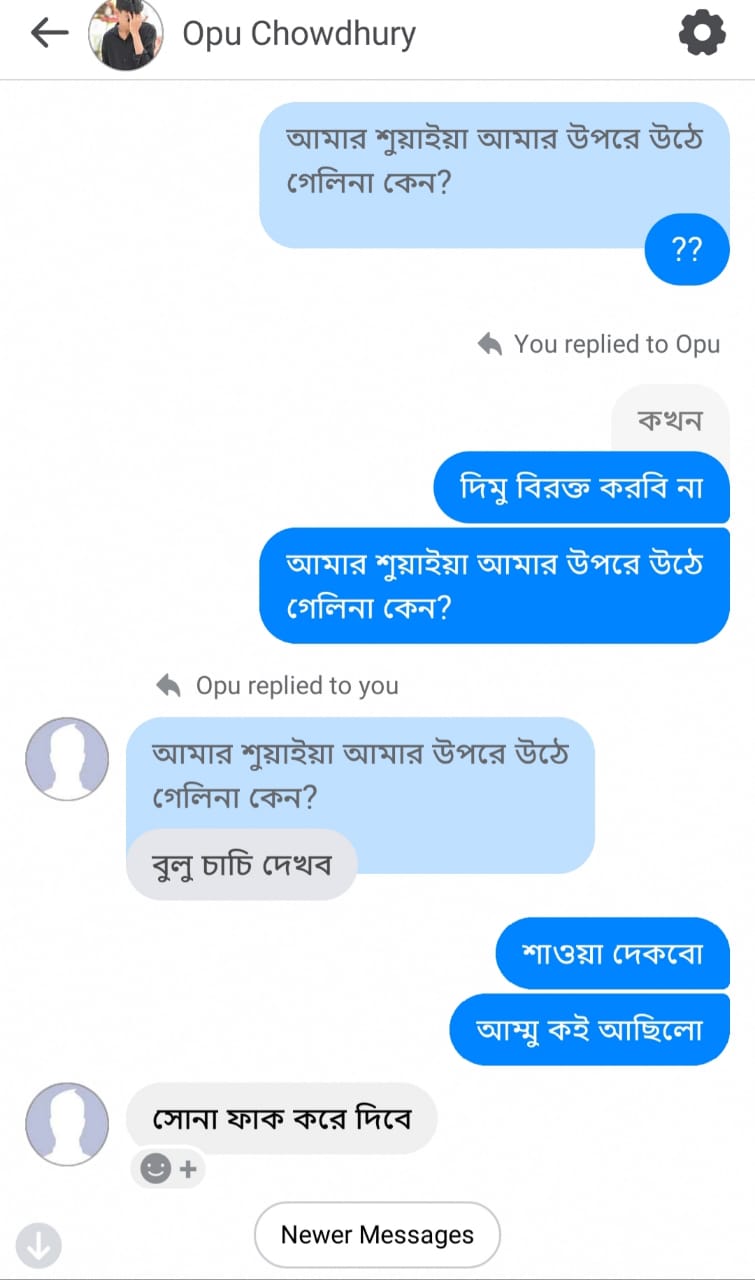 Opu Chowdhury
আমার শুয়াইয়া আমার উপরে উঠে
গেলিনা কেন?
??
You replied to Opu
কখন
দিমু বিরক্ত করবি না
আমার শুয়াইয়া আমার উপরে উঠে
গেলিনা কেন?
Opu replied to you
আমার শুয়াইয়া আমার উপরে উঠে
গেলিনা কেন?
বুলু চাচি দেখব
শাওয়া দেকবো
আম্মু কই আছিলো
সোনা ফাক করে দিবে
Newer Messages